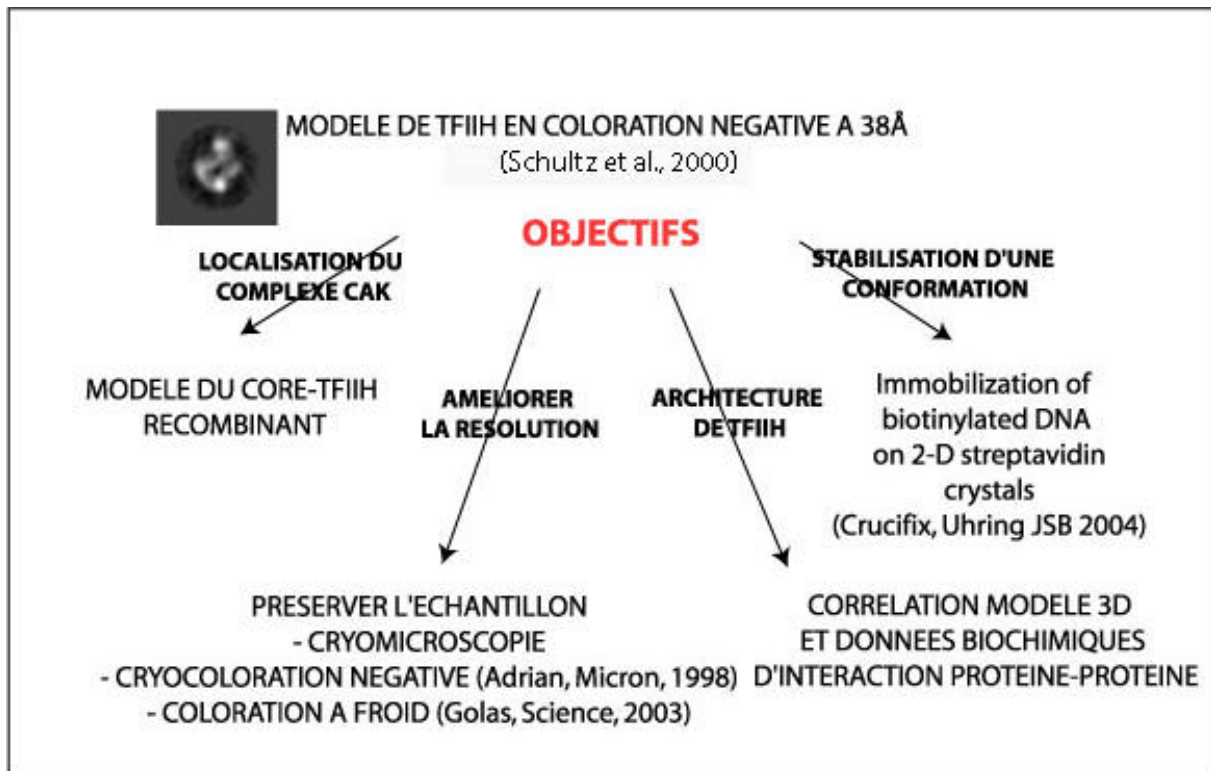 MODELE DE TFIIH EN COLORATION NEGATIVE A 38Å
(Schultz et al., 2000)
OBJECTIFS
LOCALISATION DU
COMPLEXE CAK
STABILISATION D'UNE
CONFORMATION
MODELE DU CORE-TFIIH
RECOMBINANT
AMELIORER
LA RESOLUTION
ARCHITECTURE
DE TFIIH
Immobilization of
biotinylated DNA
on 2-D streptavidin
crystals
(Crucifix, Uhring JSB 2004)
PRESERVER L'ECHANTILLON
- CRYOMICROSCOPIE
- CRYOCOLORATION NEGATIVE (Adrian, Micron, 1998)
- COLORATION A FROID (Golas, Science, 2003)
CORRELATION MODELE 3D
ET DONNEES BIOCHIMIQUES
D'INTERACTION PROTEINE-PROTEINE